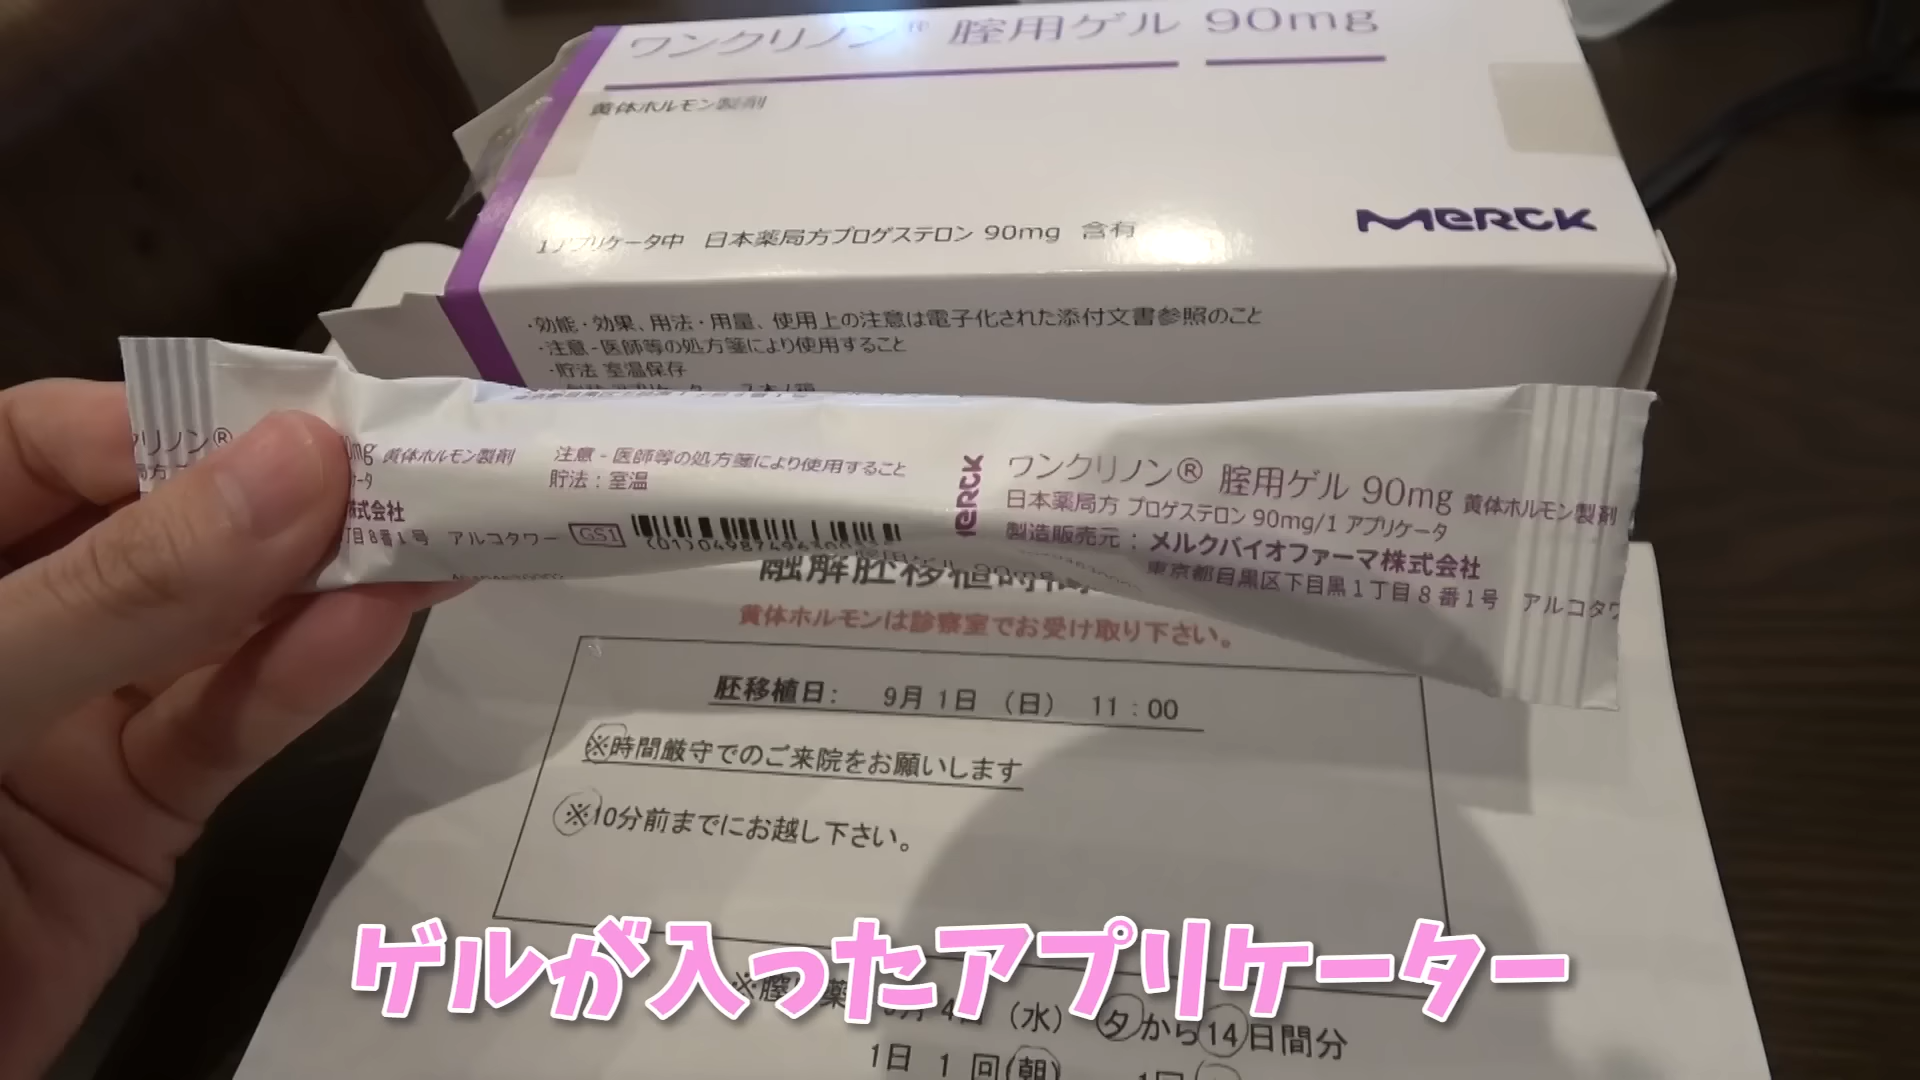 ワンクリノン® 腟用ゲル 90mg
黄体ホルモン製剤
MERCK
1アプリケータ中 日本薬局方プロゲステロン 90mg 含有
・効能・効果、用法・用量、使用上の注意は電子化された添付文書参照のこと
・注意-医師等の処方箋により使用すること
・貯法 室温保存
クリノン®
0mg 黄体ホルモン製剤
ータ
株式会社
丁目8番1号 アルコタワー
注意-医師等の処方箋により使用すること
貯法:室温
GS1
MERCK
ワンクリノン® 腟用ゲル 90mg 黄体ホルモン製剤
日本薬局方 プロゲステロン 90mg/1 アプリケータ
製造販売元:メルクバイオファーマ株式会社
東京都目黒区下目黒1丁目8番1号 アルコタワ
融解胚移植
黄体ホルモンは診察室でお受け取り下さい。
胚移植日: 9月 1日 (日) 11:00
※時間厳守でのご来院をお願いします
※10分前までにお越し下さい。
ゲルが入ったアプリケーター
4日 (水) 夕から14日間分
1日 1 回(朝)